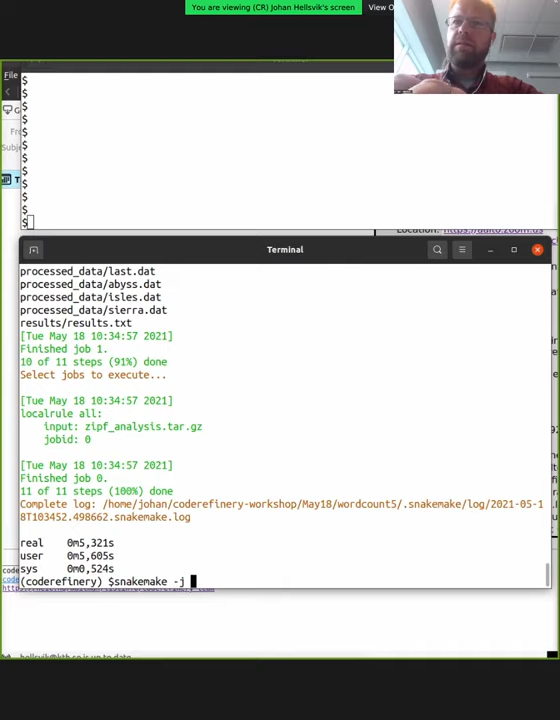 You are viewing (CR) Johan Hellsvik's screen
View O
File
$
$
$
$
$
$
$
$
$
$
$
$
Terminal
processed_data/last.dat
processed_data/abyss.dat
processed_data/isles.dat
processed_data/sierra.dat
results/results.txt
[Tue May 18 10:34:57 2021]
Finished job 1.
10 of 11 steps (91%) done
Select jobs to execute...
[Tue May 18 10:34:57 2021]
localrule all:
input: zipf_analysis.tar.gz
jobid: 0
[Tue May 18 10:34:57 2021]
Finished job 0.
11 of 11 steps (100%) done
Complete log: /home/johan/coderefinery-workshop/May18/wordcount5/.snakemake/log/2021-05-1
8T103452.498662.snakemake.log
real 0m5,321s
user 0m5,605s
sys 0m0,524s
(coderefinery) $snakemake -j